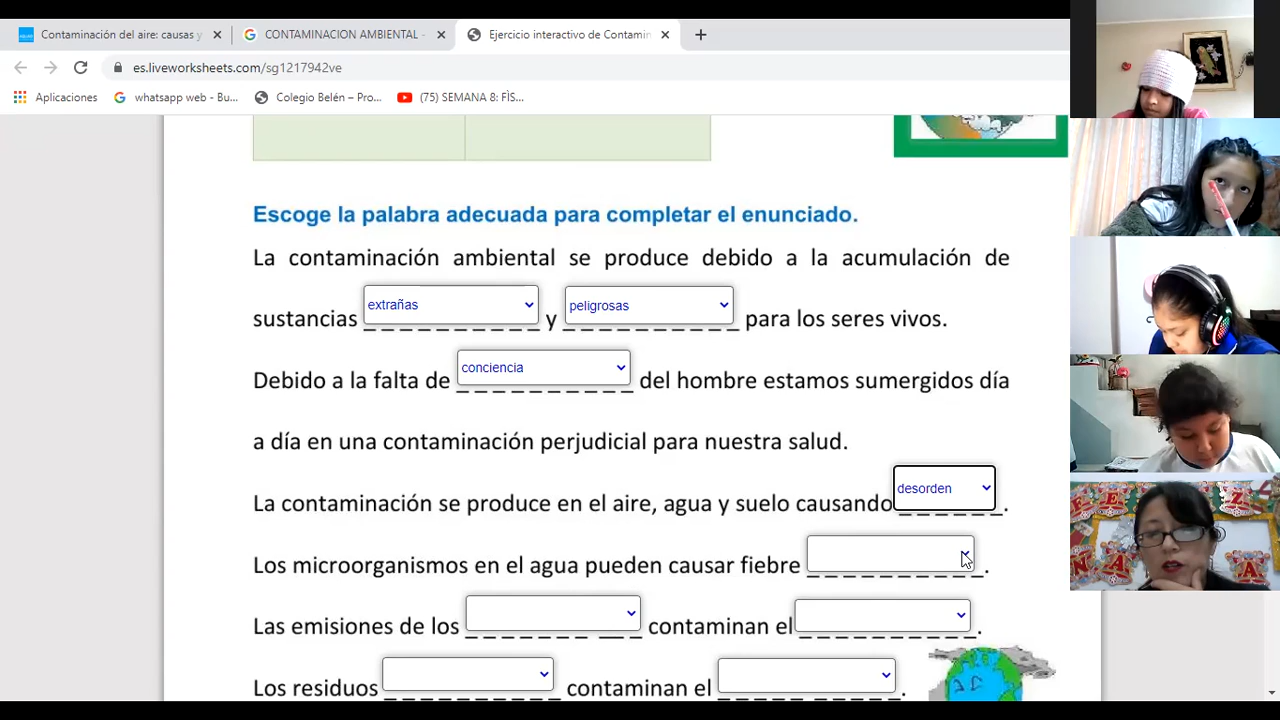 Contaminación del aire: causas y
CONTAMINACION AMBIENTAL -
Ejercicio interactivo de Contamin
es.liveworksheets.com/sg1217942ve
Aplicaciones
whatsapp web - Bu...
Colegio Belén – Pro...
(75) SEMANA 8: FÌS...
Escoge la palabra adecuada para completar el enunciado.
La contaminación ambiental se produce debido a la acumulación de
sustancias extrañas y peligrosas para los seres vivos.
Debido a la falta de conciencia del hombre estamos sumergidos día
a día en una contaminación perjudicial para nuestra salud.
La contaminación se produce en el aire, agua y suelo causando desorden.
Los microorganismos en el agua pueden causar fiebre _ _ _ _ _ _ _ _ _ _.
Las emisiones de los _ _ _ _ _ _ _ __ _ contaminan el _ _ _ _ _ _ _ _ _ _.
Los residuos _ _ _ _ _ _ _ _ _ _ contaminan el _ _ _ _ _ _ _ _ _ _.